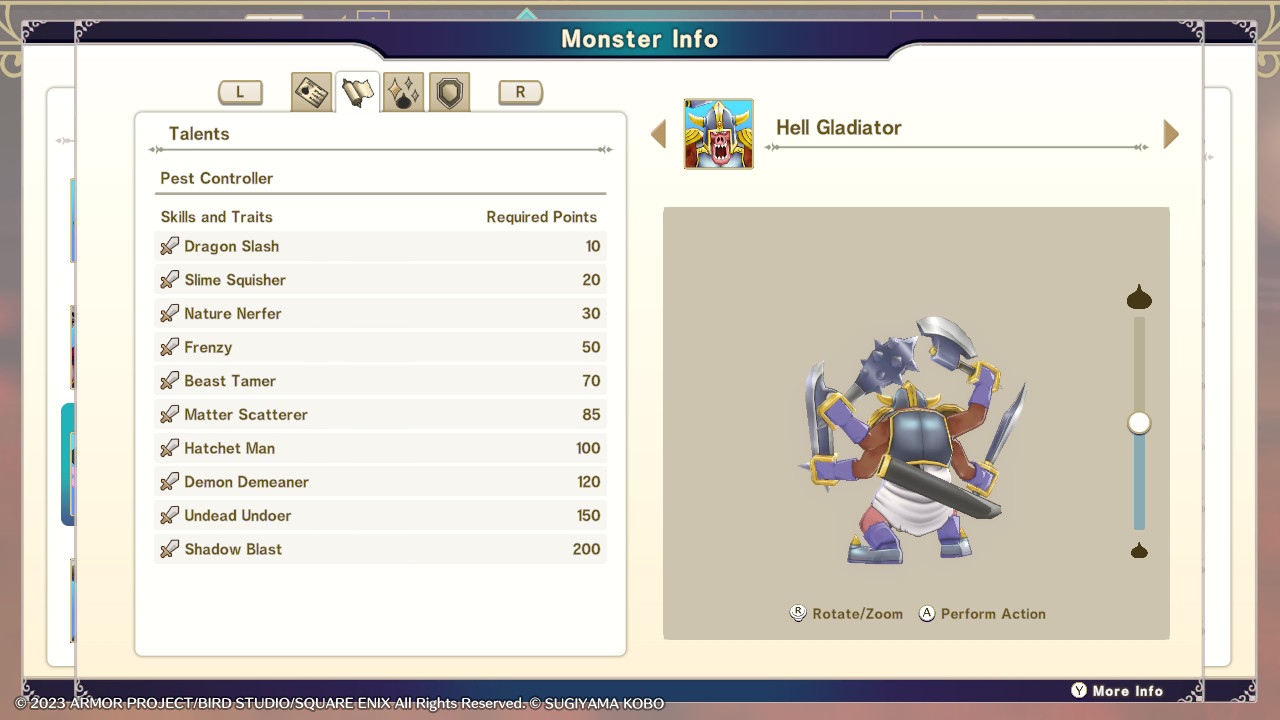 Monster Info
L
R
Talents
Pest Controller
Skills and Traits Required Points
Dragon Slash 10
Slime Squisher 20
Nature Nerfer 30
Frenzy 50
Beast Tamer 70
Matter Scatterer 85
Hatchet Man 100
Demon Demeaner 120
Undead Undoer 150
Shadow Blast 200
Hell Gladiator
R Rotate/Zoom A Perform Action
Y More Info
© 2023 ARMOR PROJECT/BIRD STUDIO/SQUARE ENIX All Rights Reserved. © SUGIYAMA KOBO